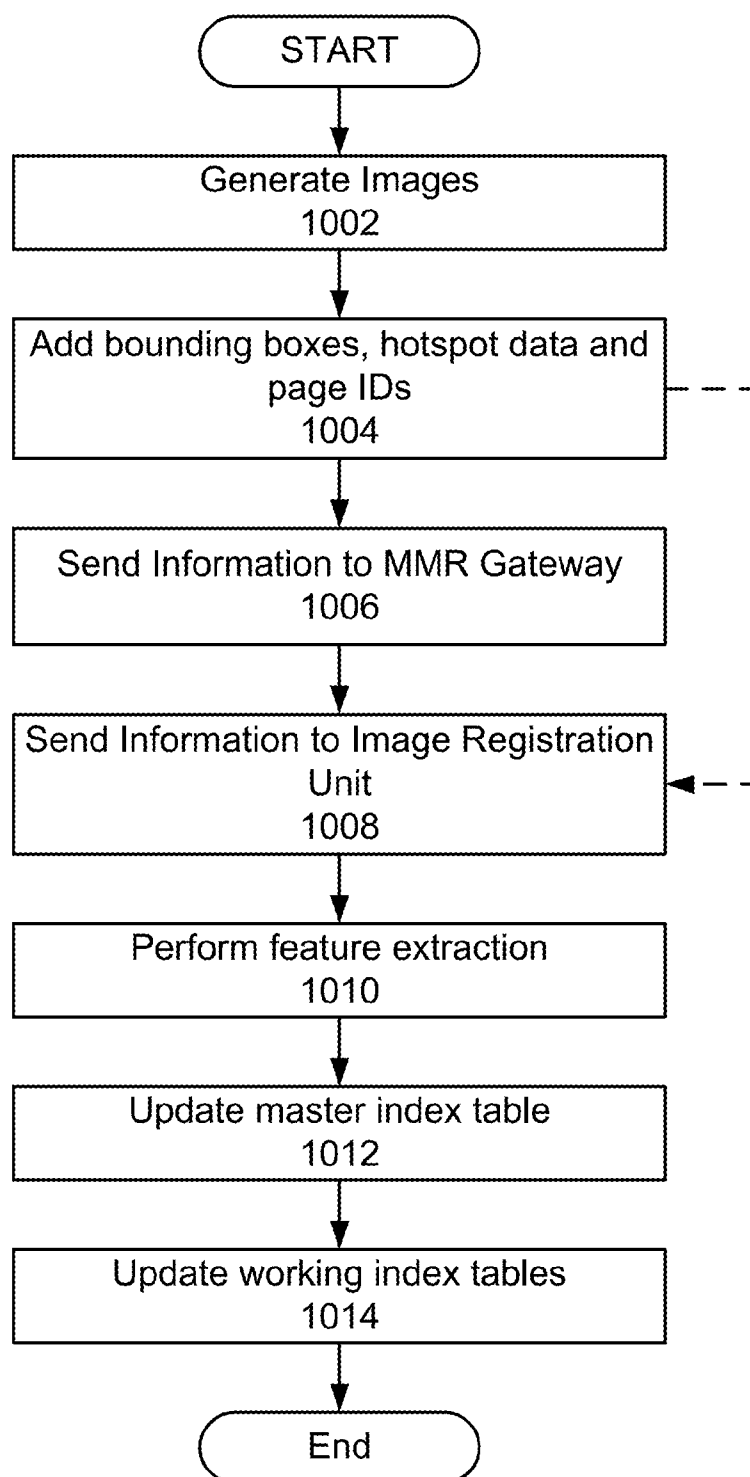 START
Generate Images
1002
Add bounding boxes, hotspot data and
page IDs
1004
Send Information to MMR Gateway
1006
Send Information to Image Registration
Unit
1008
Perform feature extraction
1010
Update master index table
1012
Update working index tables
1014
End